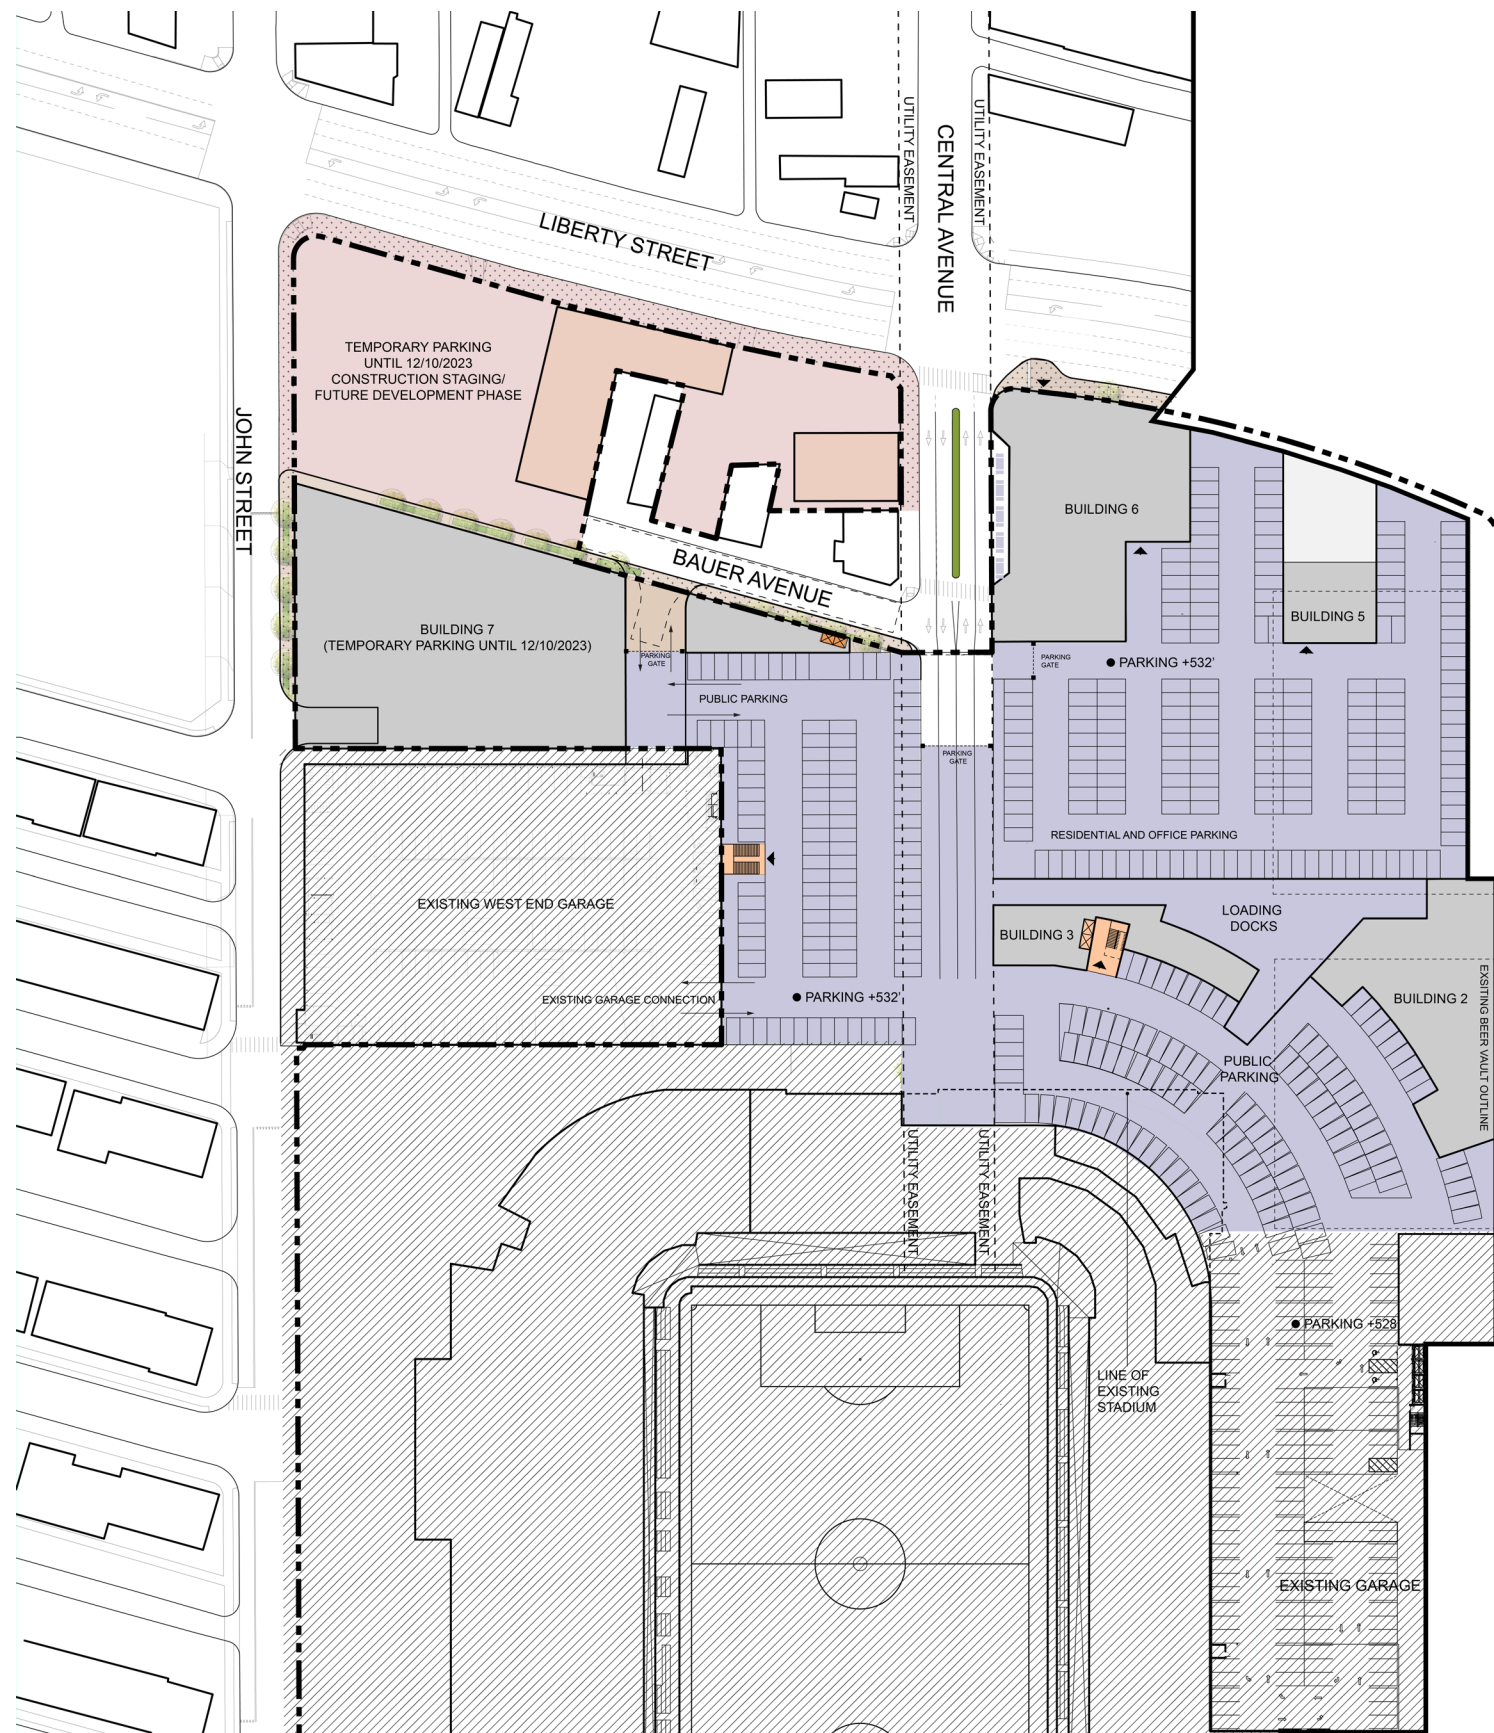 UTILITY EASEMENT
UTILITY EASEMENT
CENTRAL AVENUE
LIBERTY STREET
TEMPORARY PARKING
UNTIL 12/10/2023
CONSTRUCTION STAGING/
FUTURE DEVELOPMENT PHASE
JOHN STREET
BUILDING 6
BAUER AVENUE
BUILDING 5
BUILDING 7
(TEMPORARY PARKING UNTIL 12/10/2023)
PARKING
GATE
PARKING
GATE
PARKING +532'
PUBLIC PARKING
PARKING
GATE
RESIDENTIAL AND OFFICE PARKING
EXISTING WEST END GARAGE
LOADING
DOCKS
BUILDING 3
BUILDING 2
EXSITING BEER VAULT OUTLINE
EXISTING GARAGE CONNECTION
PARKING +532'
PUBLIC
PARKING
UTILITY EASEMENT
UTILITY EASEMENT
PARKING +528
LINE OF
EXISTING
STADIUM
EXISTING GARAGE